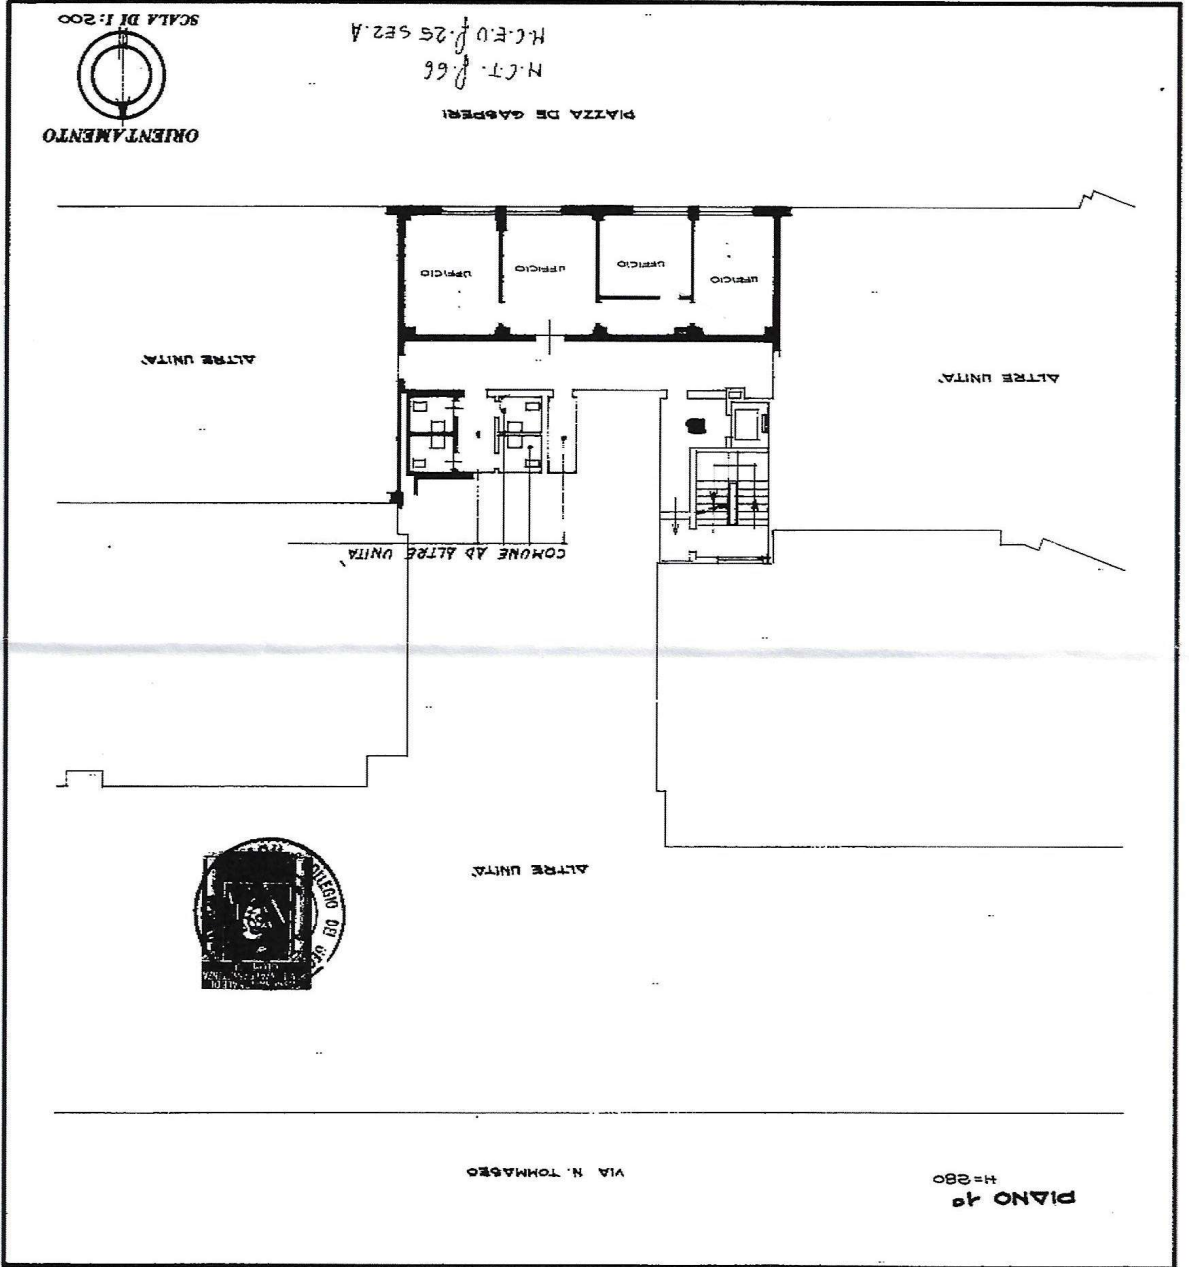 PIANO 1º
H=280
VIA N. TOMMASEO
ALTRE UNITA'
COMUNE AD ALTRE UNITA'
ALTRE UNITA'
ALTRE UNITA'
UFFICIO
UFFICIO
UFFICIO
UFFICIO
PIAZZA DE GASPERI
N.C.T. f.66
N.C.E.U f.25 SEZ.A
ORIENTAMENTO
SCALA DI 1:200